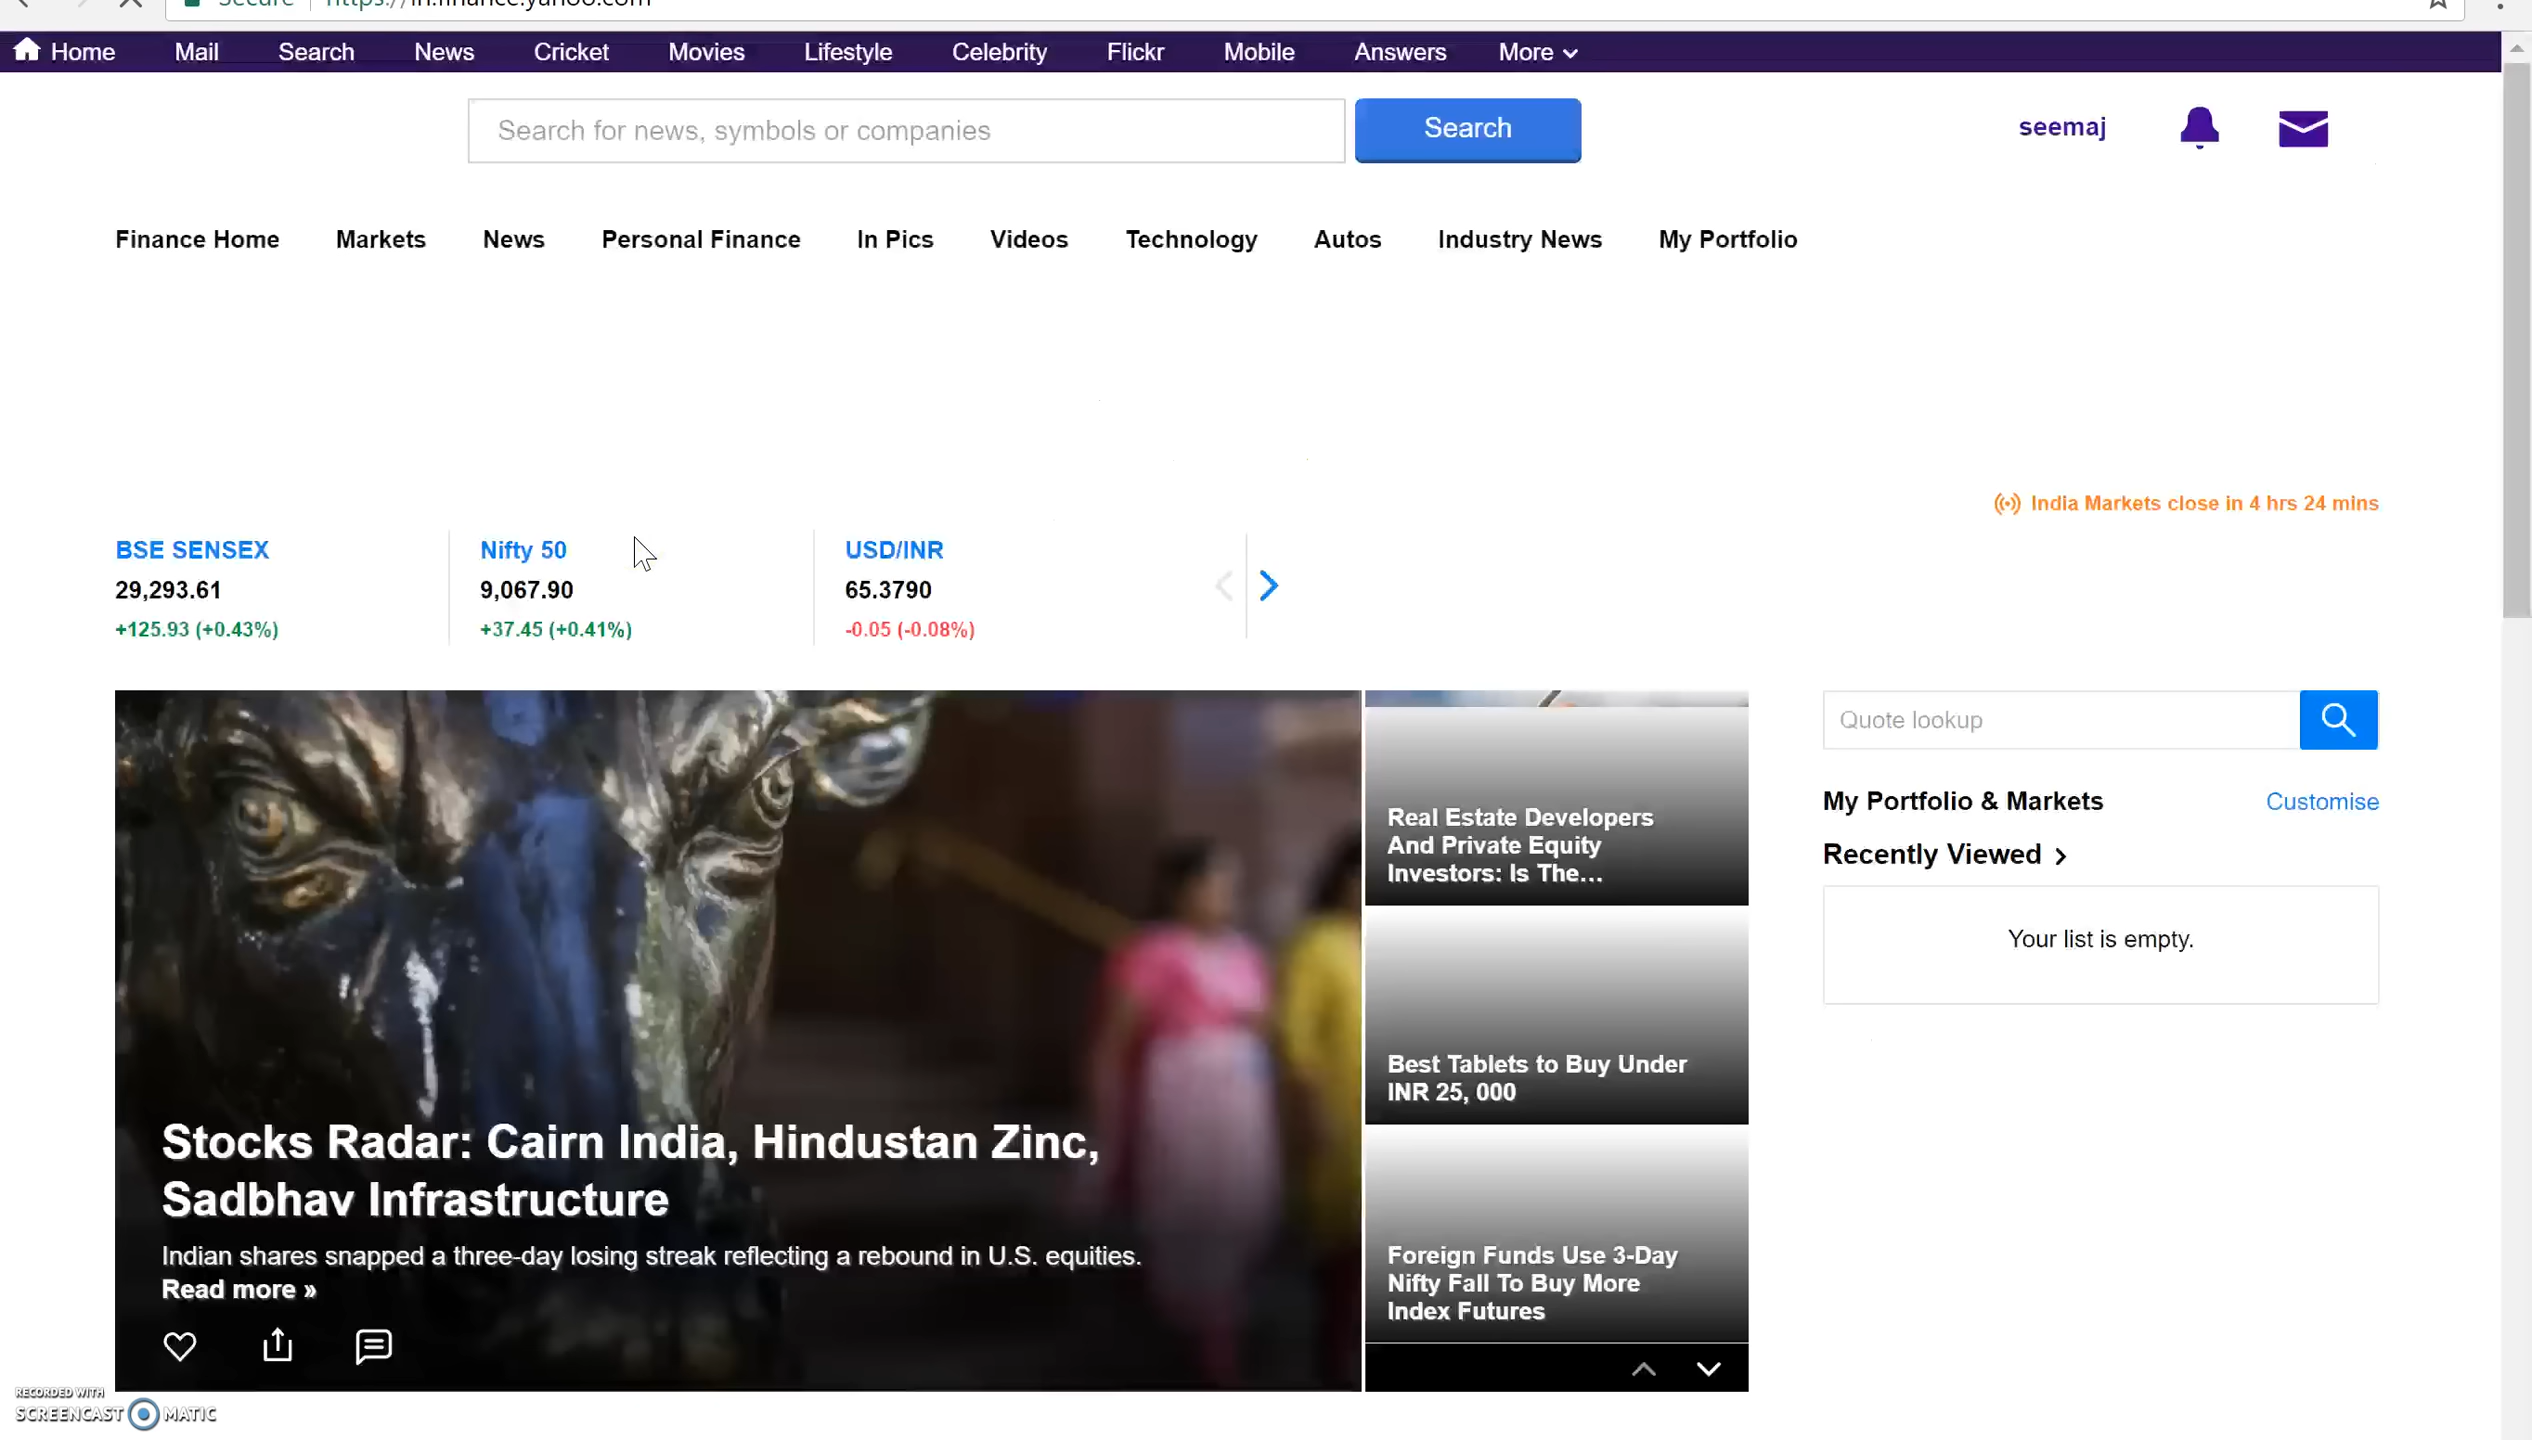 Secure | https://in.finance.yahoo.com
Home Mail Search News Cricket Movies Lifestyle Celebrity Flickr Mobile Answers More
Search for news, symbols or companies Search seemaj
Finance Home Markets News Personal Finance In Pics Videos Technology Autos Industry News My Portfolio
India Markets close in 4 hrs 24 mins
BSE SENSEX Nifty 50 USD/INR
29,293.61 9,067.90 65.3790
+125.93 (+0.43%) +37.45 (+0.41%) -0.05 (-0.08%)
Stocks Radar: Cairn India, Hindustan Zinc,
Sadbhav Infrastructure
Indian shares snapped a three-day losing streak reflecting a rebound in U.S. equities.
Read more »
Real Estate Developers
And Private Equity
Investors: Is The...
Best Tablets to Buy Under
INR 25, 000
Foreign Funds Use 3-Day
Nifty Fall To Buy More
Index Futures
Quote lookup
My Portfolio & Markets Customise
Recently Viewed
Your list is empty.
RECORDED WITH
SCREENCAST MATIC